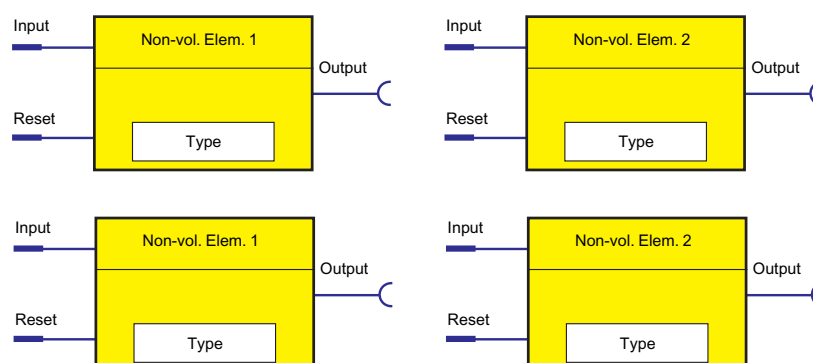 Input
Non-vol. Elem. 1
Output
Reset
Type
Input
Non-vol. Elem. 2
Output
Reset
Type
Input
Non-vol. Elem. 1
Output
Reset
Type
Input
Non-vol. Elem. 2
Output
Reset
Type